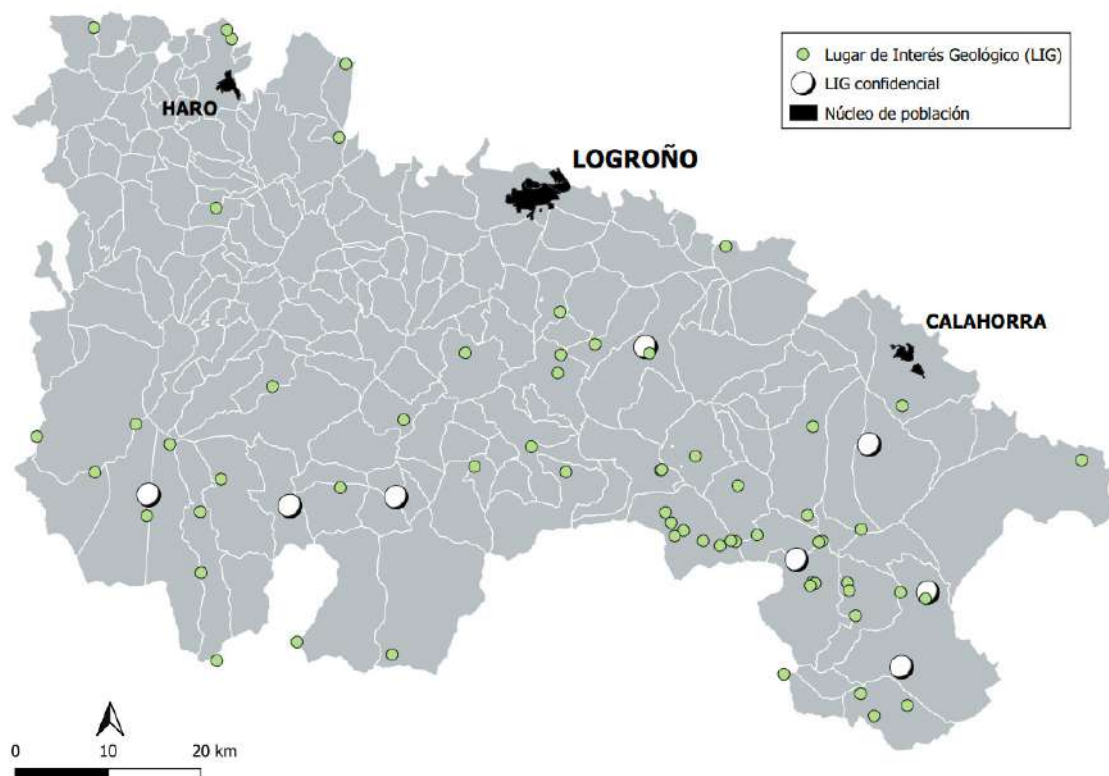 Lugar de Interés Geológico (LIG)
LIG confidencial
Núcleo de población
HARO
LOGROÑO
CALAHORRA
0 10 20 km